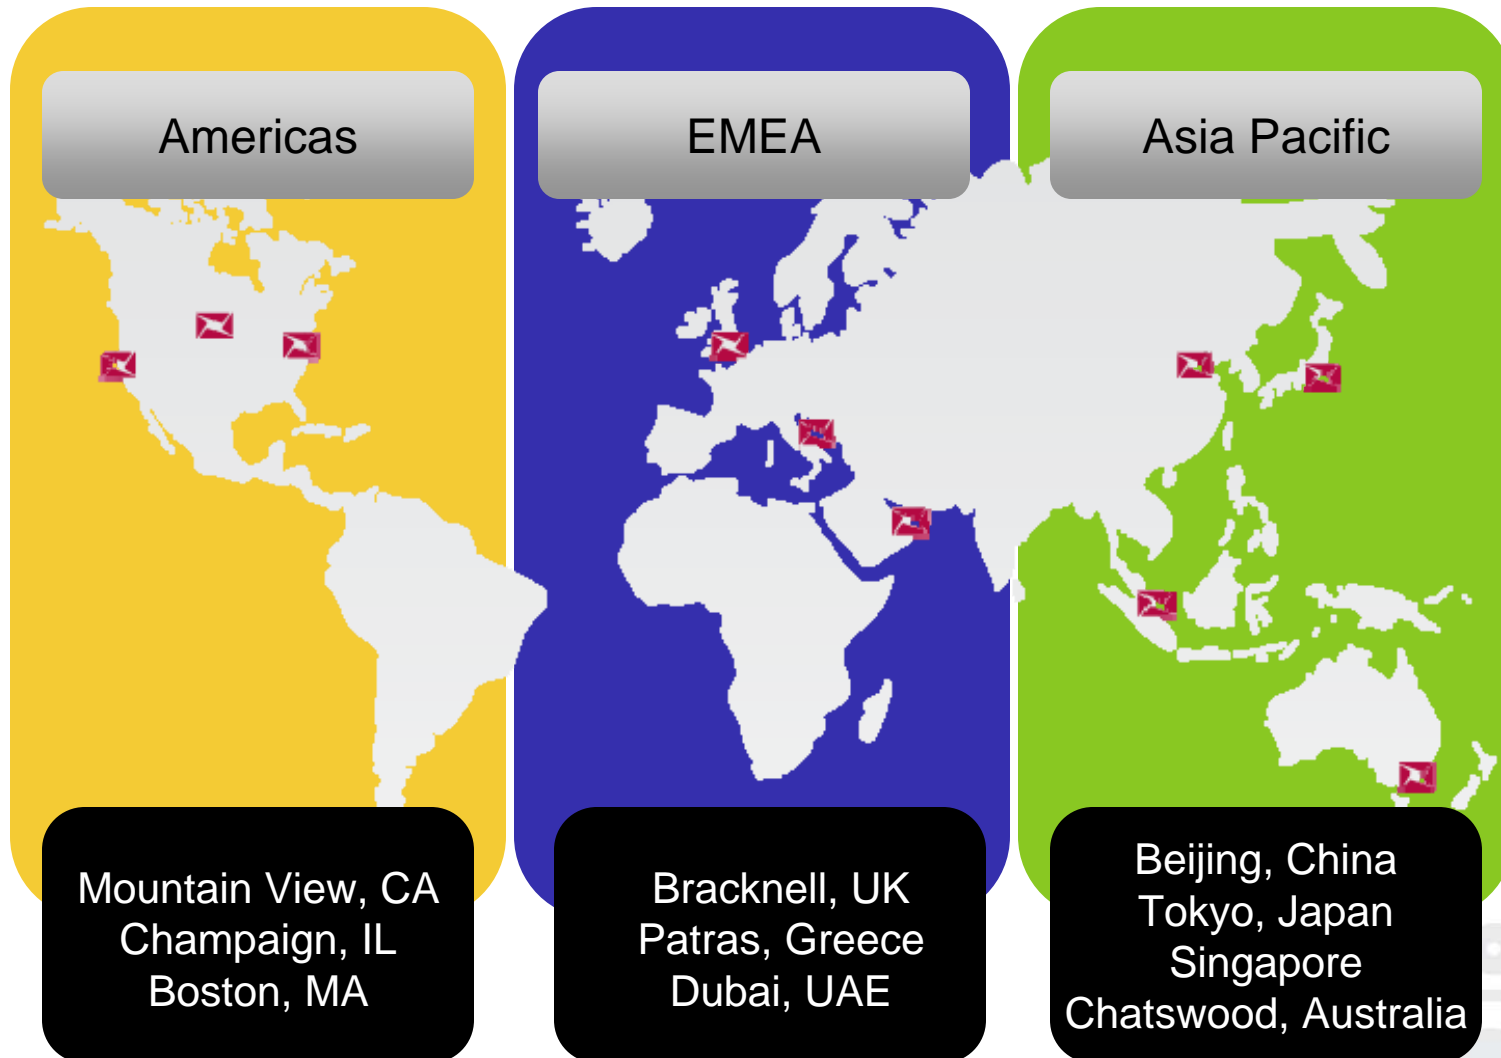 Americas
Mountain View, CA
Champaign, IL
Boston, MA
EMEA
Bracknell, UK
Patras, Greece
Dubai, UAE
Asia Pacific
Beijing, China
Tokyo, Japan
Singapore
Chatswood, Australia